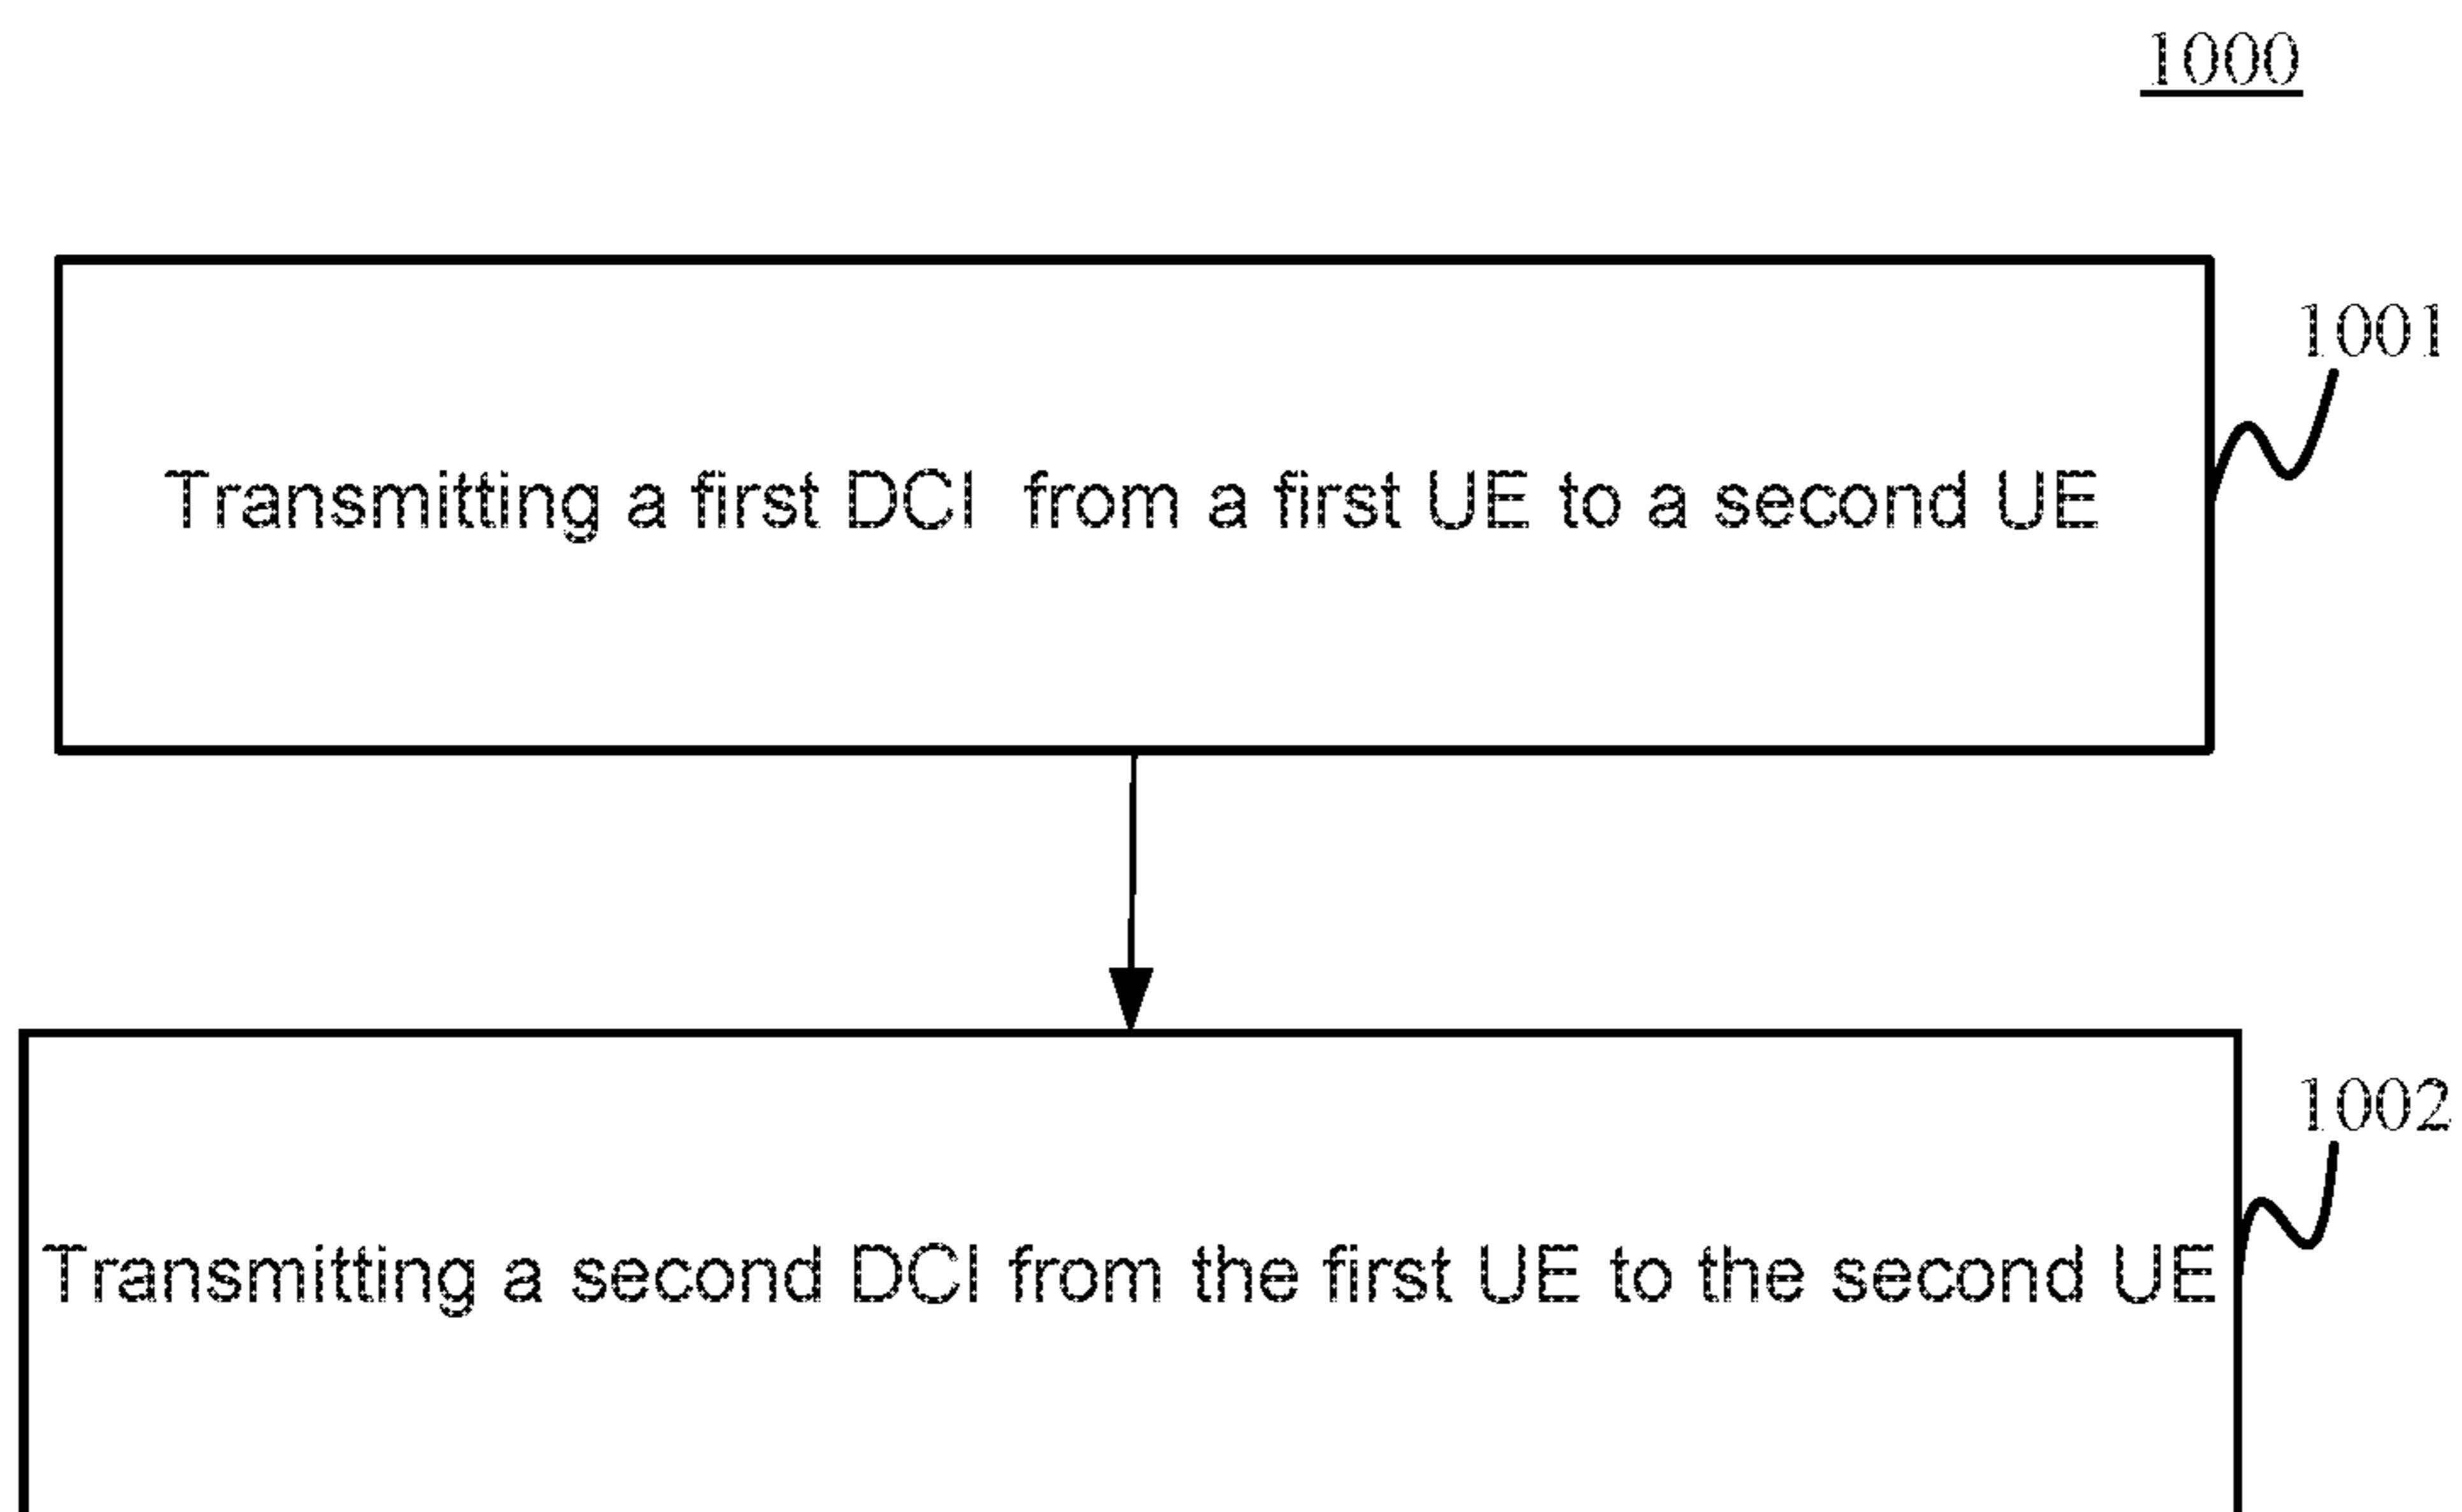 1000
1001
Transmitting a first DCI from a first UE to a second UE
1002
Transmitting a second DCI from the first UE to the second UE